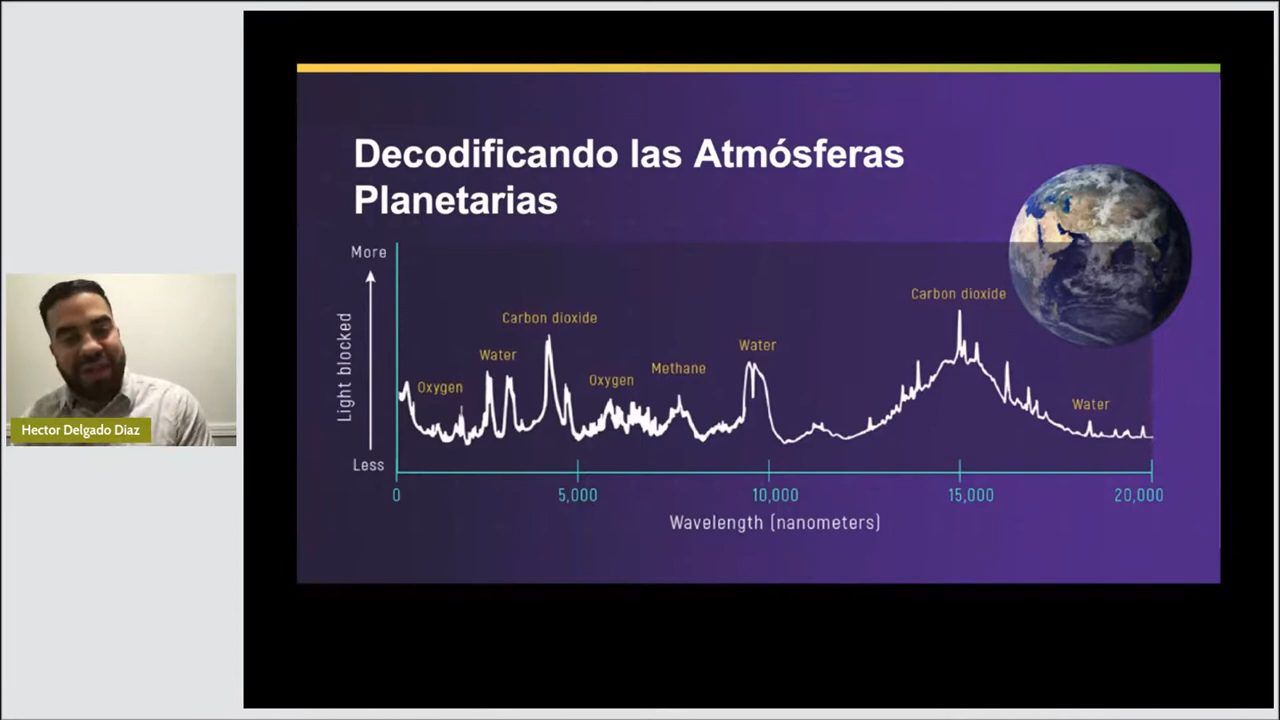 Decodificando las Atmósferas
Planetarias
More
Light blocked
Less
Oxygen
Water
Carbon dioxide
Oxygen
Methane
Water
Carbon dioxide
Water
0
5,000
10,000
15,000
20,000
Wavelength (nanometers)
Hector Delgado Diaz